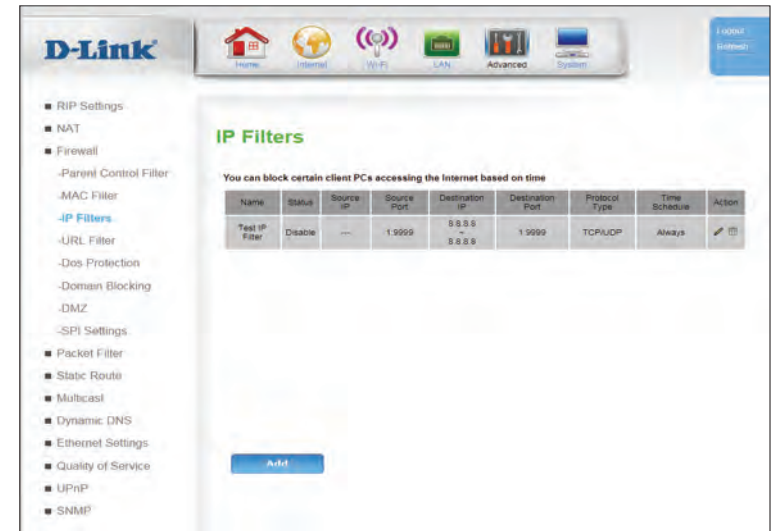 D-Link
Home Internet Wi-Fi LAN Advanced System
Logout
Refresh
RIP Settings
NAT
Firewall
-Parent Control Filter
-MAC Filter
-IP Filters
-URL Filter
-Dos Protection
-Domain Blocking
-DMZ
-SPI Settings
Packet Filter
Static Route
Multicast
Dynamic DNS
Ethernet Settings
Quality of Service
UPnP
SNMP
IP Filters
You can block certain client PCs accessing the Internet based on time
Name Status Source IP Source Port Destination IP Destination Port Protocol Type Time Schedule Action
Test IP Filter Disable --- 1:9999 8.8.8.8 ~ 8.8.8.8 1:9999 TCP/UDP Always
Add